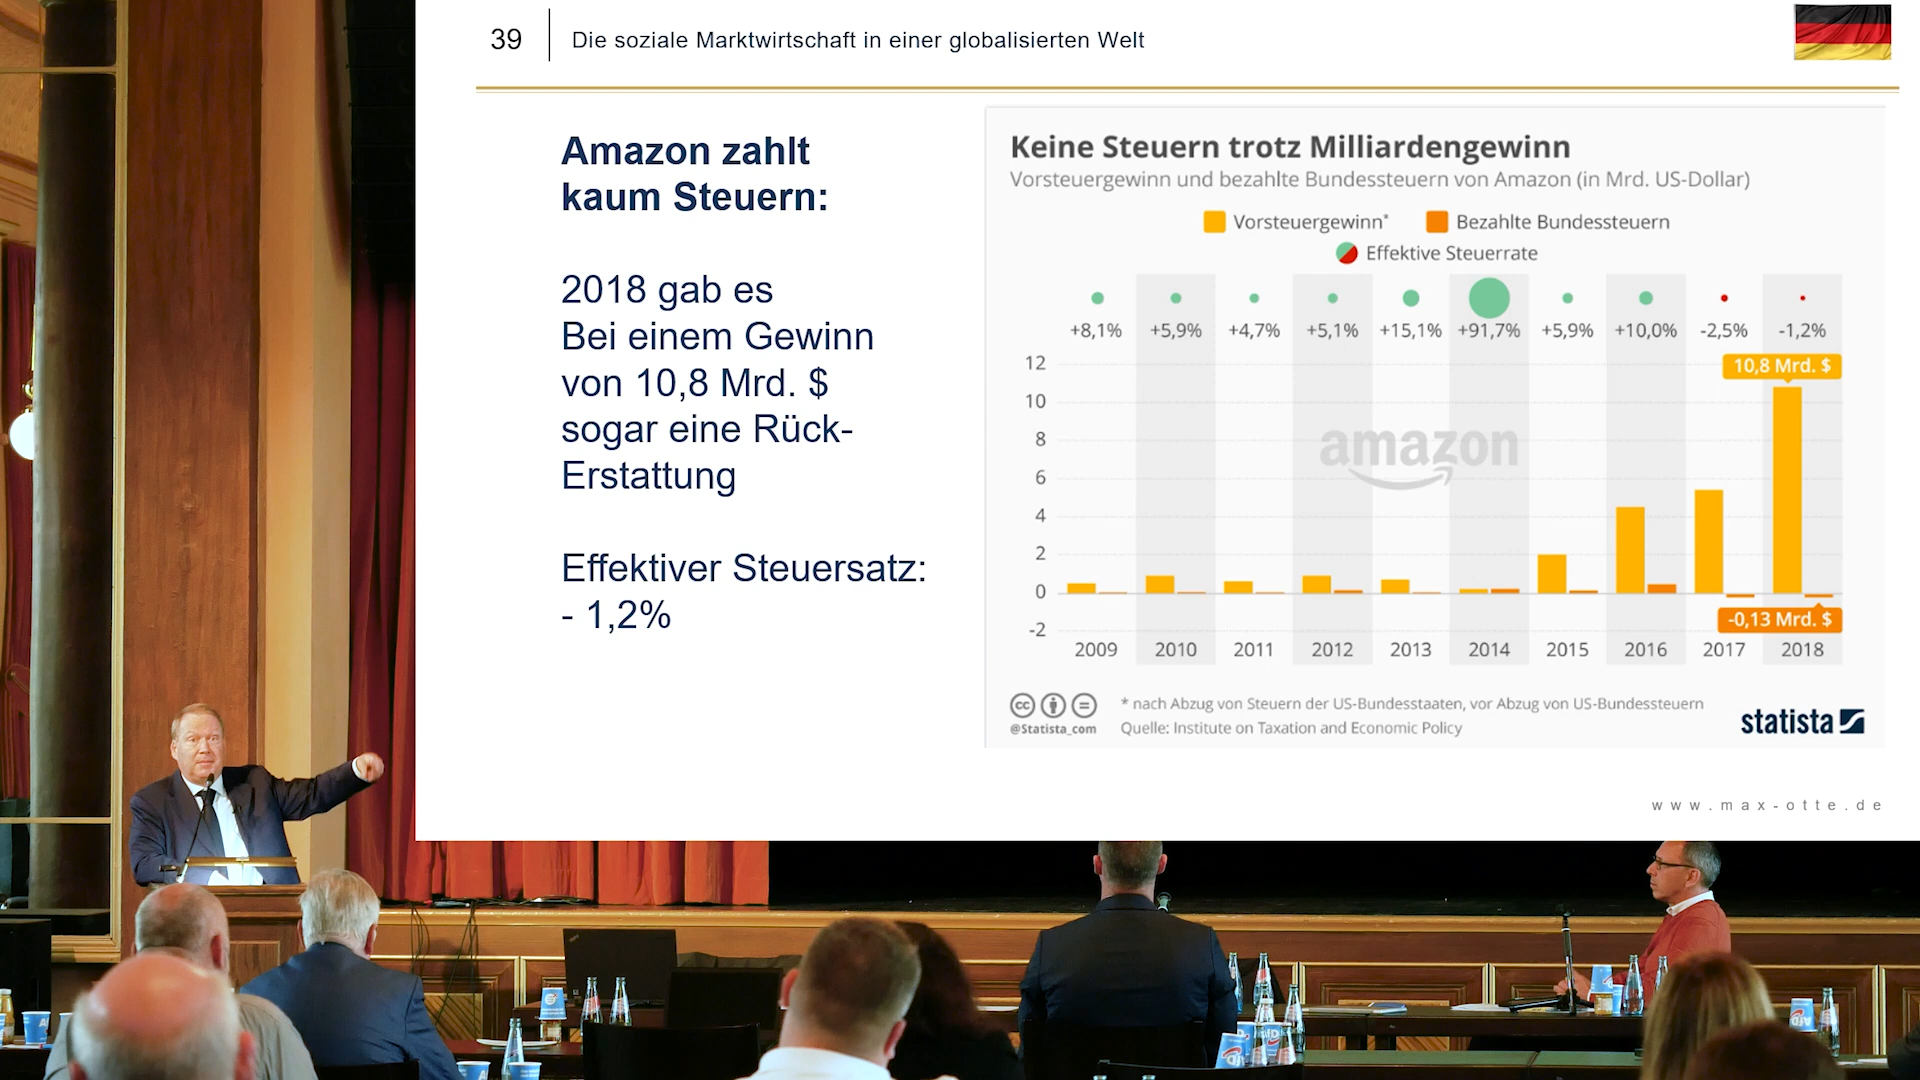 39
Die soziale Marktwirtschaft in einer globalisierten Welt
Amazon zahlt
kaum Steuern:
2018 gab es
Bei einem Gewinn
von 10,8 Mrd. $
sogar eine Rück-
Erstattung
Effektiver Steuersatz:
- 1,2%
Keine Steuern trotz Milliardengewinn
Vorsteuergewinn und bezahlte Bundessteuern von Amazon (in Mrd. US-Dollar)
Vorsteuergewinn* Bezahlte Bundessteuern
Effektive Steuerrate
+8,1% +5,9% +4,7% +5,1% +15,1% +91,7% +5,9% +10,0% -2,5% -1,2%
12
10,8 Mrd. $
10
8
amazon
6
4
2
0
-0,13 Mrd. $
-2
2009 2010 2011 2012 2013 2014 2015 2016 2017 2018
* nach Abzug von Steuern der US-Bundesstaaten, vor Abzug von US-Bundessteuern
cc
@Statista_com
Quelle: Institute on Taxation and Economic Policy
statista
www.max-otte.de
AfD